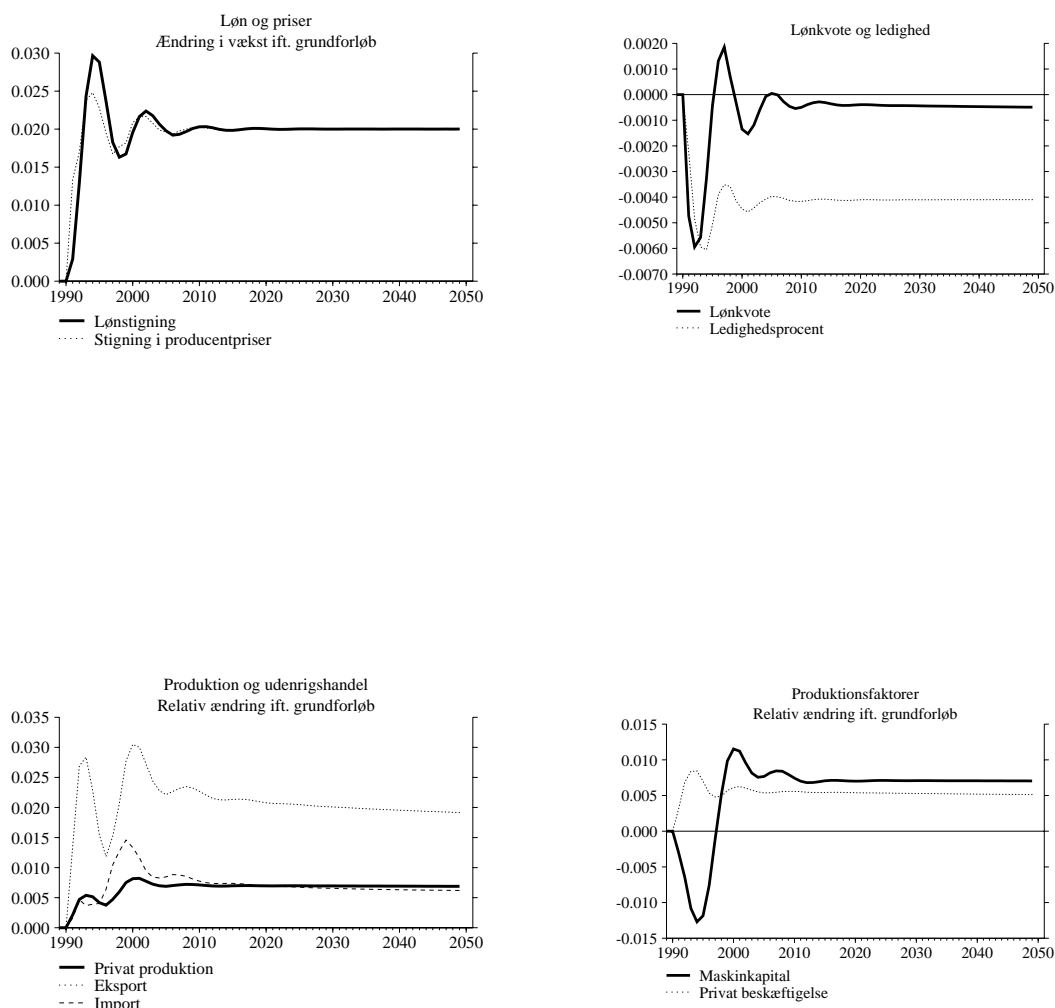 Løn og priser
Ændring i vækst ift. grundforløb
0.030
0.025
0.020
0.015
0.010
0.005
0.000
1990 2000 2010 2020 2030 2040 2050
Lønstigning
Stigning i producentpriser
Lønkvote og ledighed
0.0020
0.0010
0.0000
-0.0010
-0.0020
-0.0030
-0.0040
-0.0050
-0.0060
-0.0070
1990 2000 2010 2020 2030 2040 2050
Lønkvote
Ledighedsprocent
Produktion og udenrigshandel
Relativ ændring ift. grundforløb
0.035
0.030
0.025
0.020
0.015
0.010
0.005
0.000
1990 2000 2010 2020 2030 2040 2050
Privat produktion
Eksport
Import
Produktionsfaktorer
Relativ ændring ift. grundforløb
0.015
0.010
0.005
0.000
-0.005
-0.010
-0.015
1990 2000 2010 2020 2030 2040 2050
Maskinkapital
Privat beskæftigelse